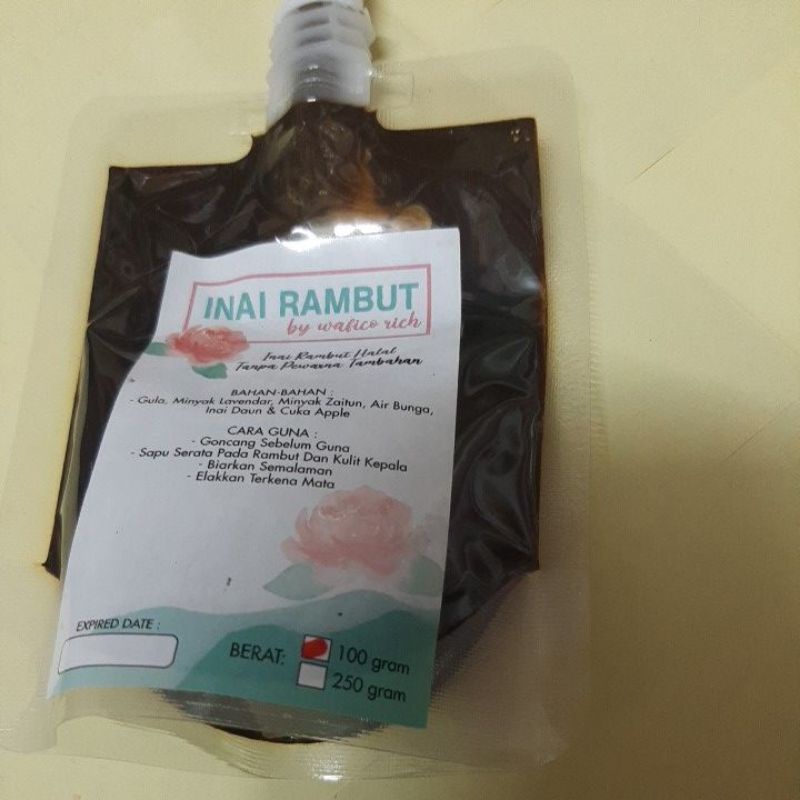 INAI RAMBUT
by wafico rich
Inai Rambut Halal
Tanpa Pewarna Tambahan
BAHAN-BAHAN :
- Gula, Minyak Lavendar, Minyak Zaitun, Air Bunga,
Inai Daun & Cuka Apple
CARA GUNA :
- Goncang Sebelum Guna
- Sapu Serata Pada Rambut Dan Kulit Kepala
- Biarkan Semalaman
- Elakkan Terkena Mata
EXPIRED DATE :
BERAT: 100 gram
250 gram